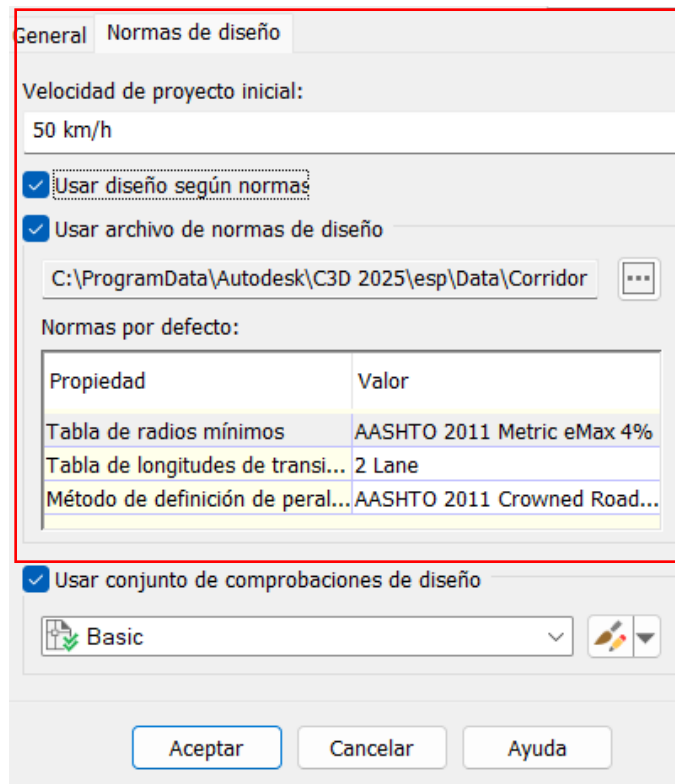 General Normas de diseño
Velocidad de proyecto inicial:
50 km/h
Usar diseño según normas
Usar archivo de normas de diseño
C:\ProgramData\Autodesk\C3D 2025\esp\Data\Corridor
Normas por defecto:
Propiedad Valor
Tabla de radios mínimos AASHTO 2011 Metric eMax 4%
Tabla de longitudes de transi... 2 Lane
Método de definición de peral... AASHTO 2011 Crowned Road...
Usar conjunto de comprobaciones de diseño
Basic
Aceptar Cancelar Ayuda